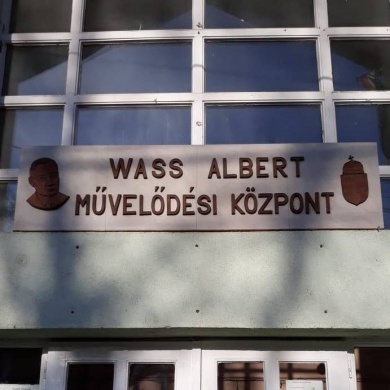 WASS ALBERT
MŰVELŐDÉSI KÖZPONT